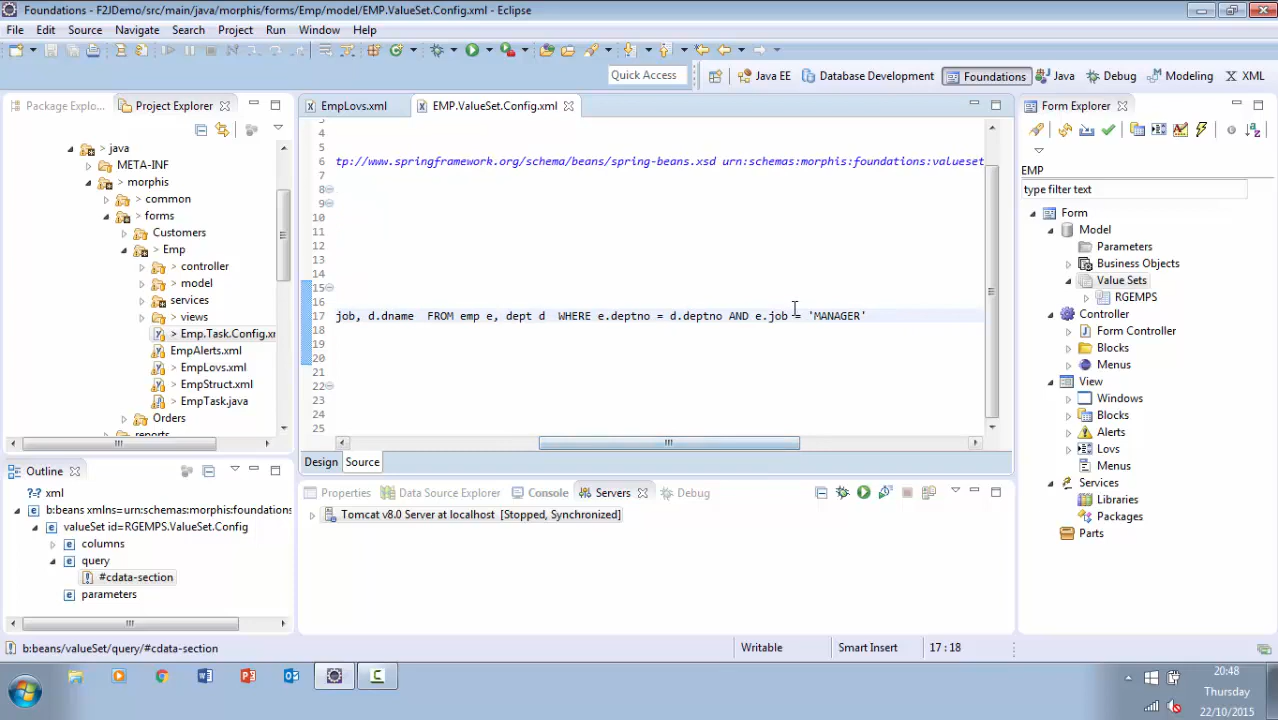 Foundations - F2JDemo/src/main/java/morphis/forms/Emp/model/EMP.ValueSet.Config.xml - Eclipse
File Edit Source Navigate Search Project Run Window Help
Quick Access
Java EE Database Development Foundations Java Debug Modeling XML
Package Explo... Project Explorer
java
META-INF
morphis
> common
> forms
Customers
> Emp
> controller
> model
services
> views
> Emp.Task.Config.xr
EmpAlerts.xml
> EmpLovs.xml
> EmpStruct.xml
> EmpTask.java
Orders
reports
EmpLovs.xml EMP.ValueSet.Config.xml
3
4
5
6 tp://www.springframework.org/schema/beans/spring-beans.xsd urn:schemas:morphis:foundations:valueset
7
8
9
10
11
12
13
14
15
16
17 job, d.dname FROM emp e, dept d WHERE e.deptno = d.deptno AND e.job = 'MANAGER'
18
19
20
21
22
23
24
25
Design Source
Form Explorer
EMP
type filter text
Form
Model
Parameters
Business Objects
Value Sets
RGEMPS
Controller
Form Controller
Blocks
Menus
View
Windows
Blocks
Alerts
Lovs
Menus
Services
Libraries
Packages
Parts
Outline
xml
b:beans xmlns=urn:schemas:morphis:foundations
valueSet id=RGEMPS.ValueSet.Config
columns
query
#cdata-section
parameters
Properties Data Source Explorer Console Servers Debug
Tomcat v8.0 Server at localhost [Stopped, Synchronized]
b:beans/valueSet/query/#cdata-section
Writable Smart Insert 17 : 18
20:48
Thursday
22/10/2015